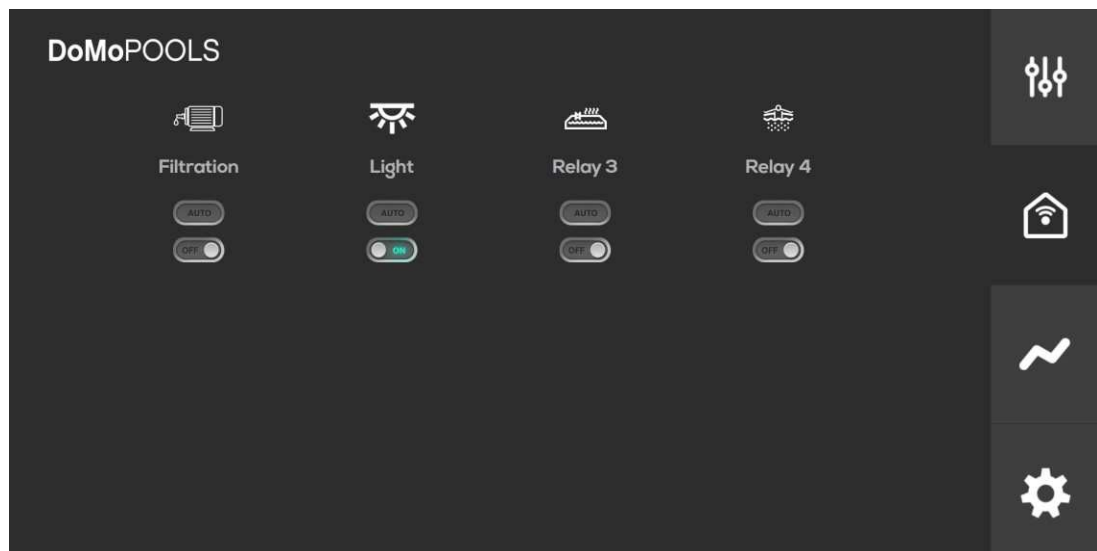 DoMoPOOLS
Filtration Light Relay 3 Relay 4
AUTO AUTO AUTO AUTO
OFF ON OFF OFF